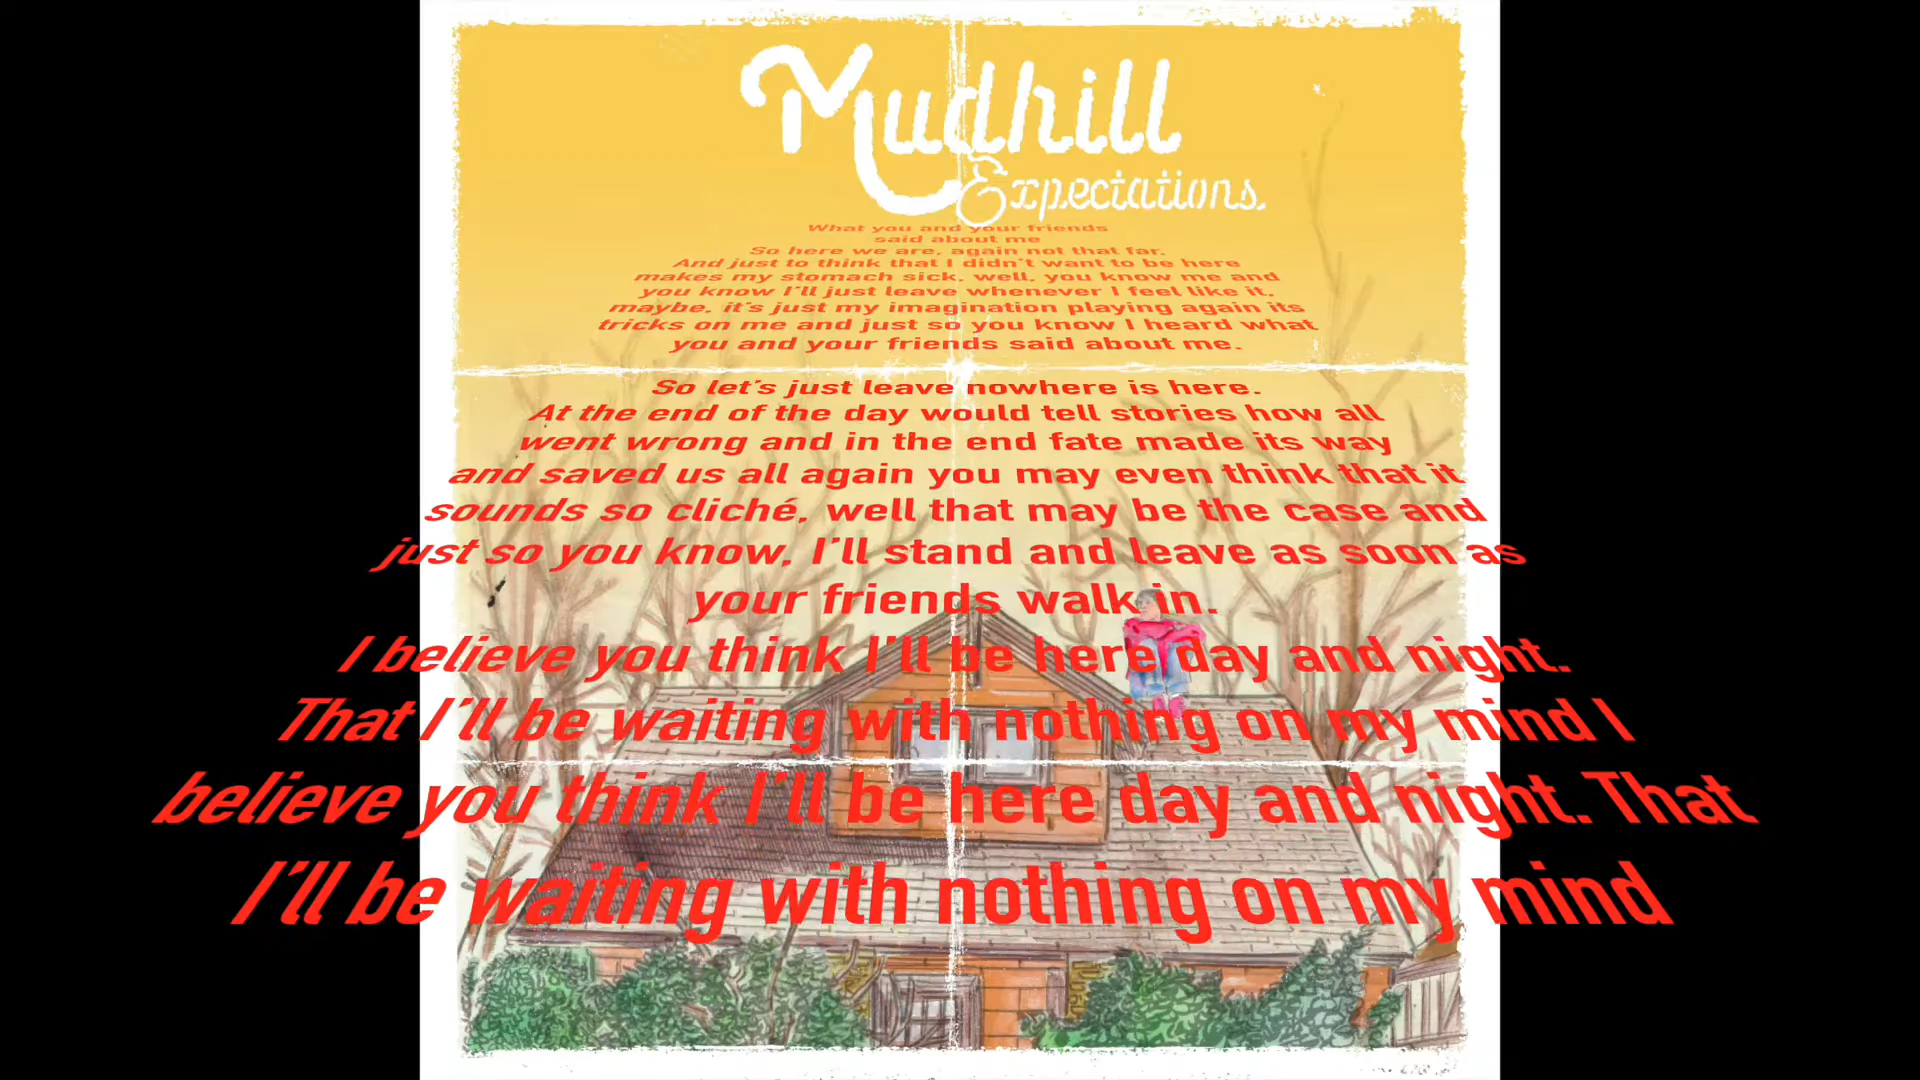 Mudhill
Expectations.
What you and your friends
said about me
So here we are, again not that far.
And just to think that I didn't want to be here
makes my stomach sick, well, you know me and
you know I'll just leave whenever I feel like it,
maybe, it's just my imagination playing again its
tricks on me and just so you know I heard what
you and your friends said about me.
So let's just leave nowhere is here.
At the end of the day would tell stories how all
went wrong and in the end fate made its way
and saved us all again you may even think that it
sounds so cliché, well that may be the case and
just so you know, I'll stand and leave as soon as
your friends walk in.
I believe you think I'll be here day and night.
That I'll be waiting with nothing on my mind I
believe you think I'll be here day and night. That
I'll be waiting with nothing on my mind